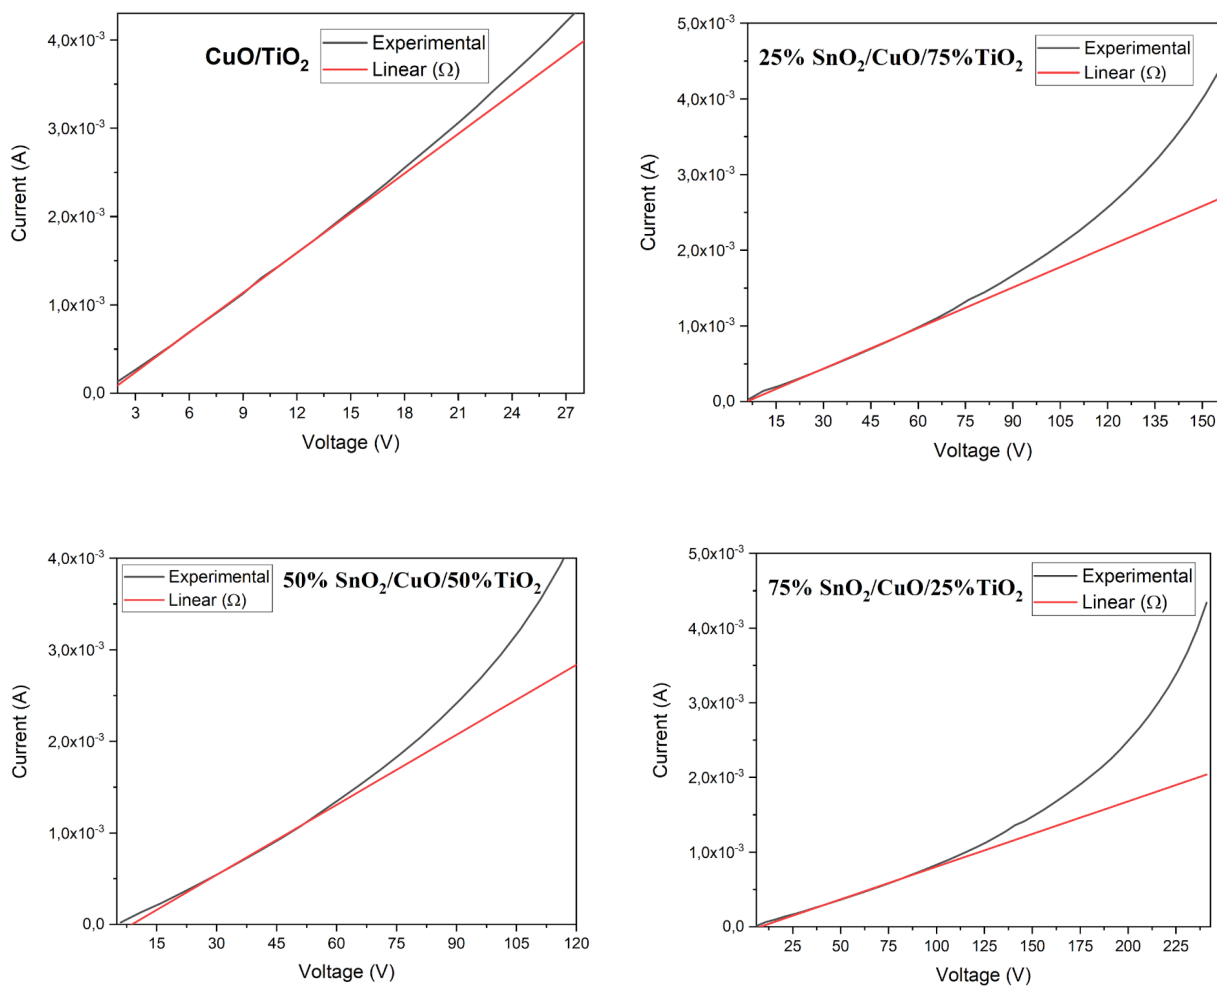 CuO/TiO₂
Experimental
Linear (Ω)
4,0x10⁻³
3,0x10⁻³
2,0x10⁻³
1,0x10⁻³
0,0
Current (A)
3 6 9 12 15 18 21 24 27
Voltage (V)
25% SnO₂/CuO/75%TiO₂
Experimental
Linear (Ω)
5,0x10⁻³
4,0x10⁻³
3,0x10⁻³
2,0x10⁻³
1,0x10⁻³
0,0
Current (A)
15 30 45 60 75 90 105 120 135 150
Voltage (V)
50% SnO₂/CuO/50%TiO₂
Experimental
Linear (Ω)
4,0x10⁻³
3,0x10⁻³
2,0x10⁻³
1,0x10⁻³
0,0
Current (A)
15 30 45 60 75 90 105 120
Voltage (V)
75% SnO₂/CuO/25%TiO₂
Experimental
Linear (Ω)
5,0x10⁻³
4,0x10⁻³
3,0x10⁻³
2,0x10⁻³
1,0x10⁻³
0,0
Current (A)
25 50 75 100 125 150 175 200 225
Voltage (V)